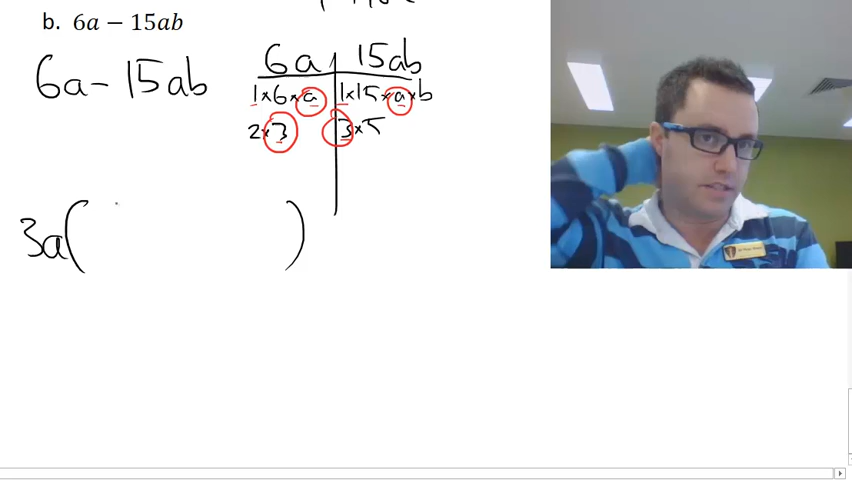 b. 6a − 15ab
6a − 15ab
6a | 15ab
1×6×a | 1×15×a×b
2×3 | 3×5
3a( )